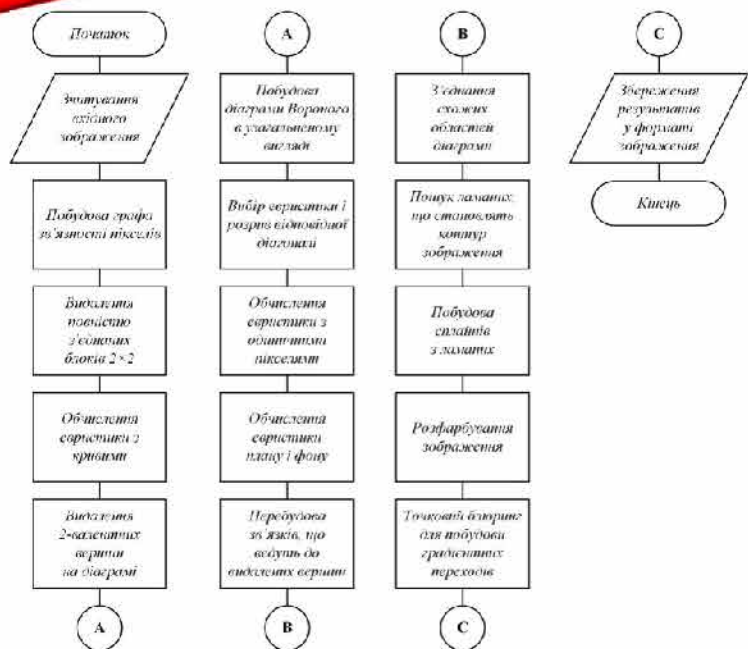 Початок
Зчитування
вхідного
зображення
Побудова графа
зв'язності пікселів
Видалення
повністю
з'єднаних
блоків 2×2
Обчислення
евристики з
кривими
Видалення
2-валентних
вершин
на діаграмі
А
А
Побудова
діаграми Вороного
в узагальненому
вигляді
Вибір евристики і
розрив відповідної
діагоналі
Обчислення
евристики з
одиничними
пікселями
Обчислення
евристики
плану і фону
Перебудова
зв'язків, що
ведуть до
видалених вершин
В
В
З'єднання
схожих
областей
діаграми
Пошук ламаних,
що становлять
контур
зображення
Побудова
сплайнів
з ламаних
Розфарбування
зображення
Точковий блюринг
для побудови
градієнтних
переходів
С
С
Збереження
результатів
у форматі
зображення
Кінець